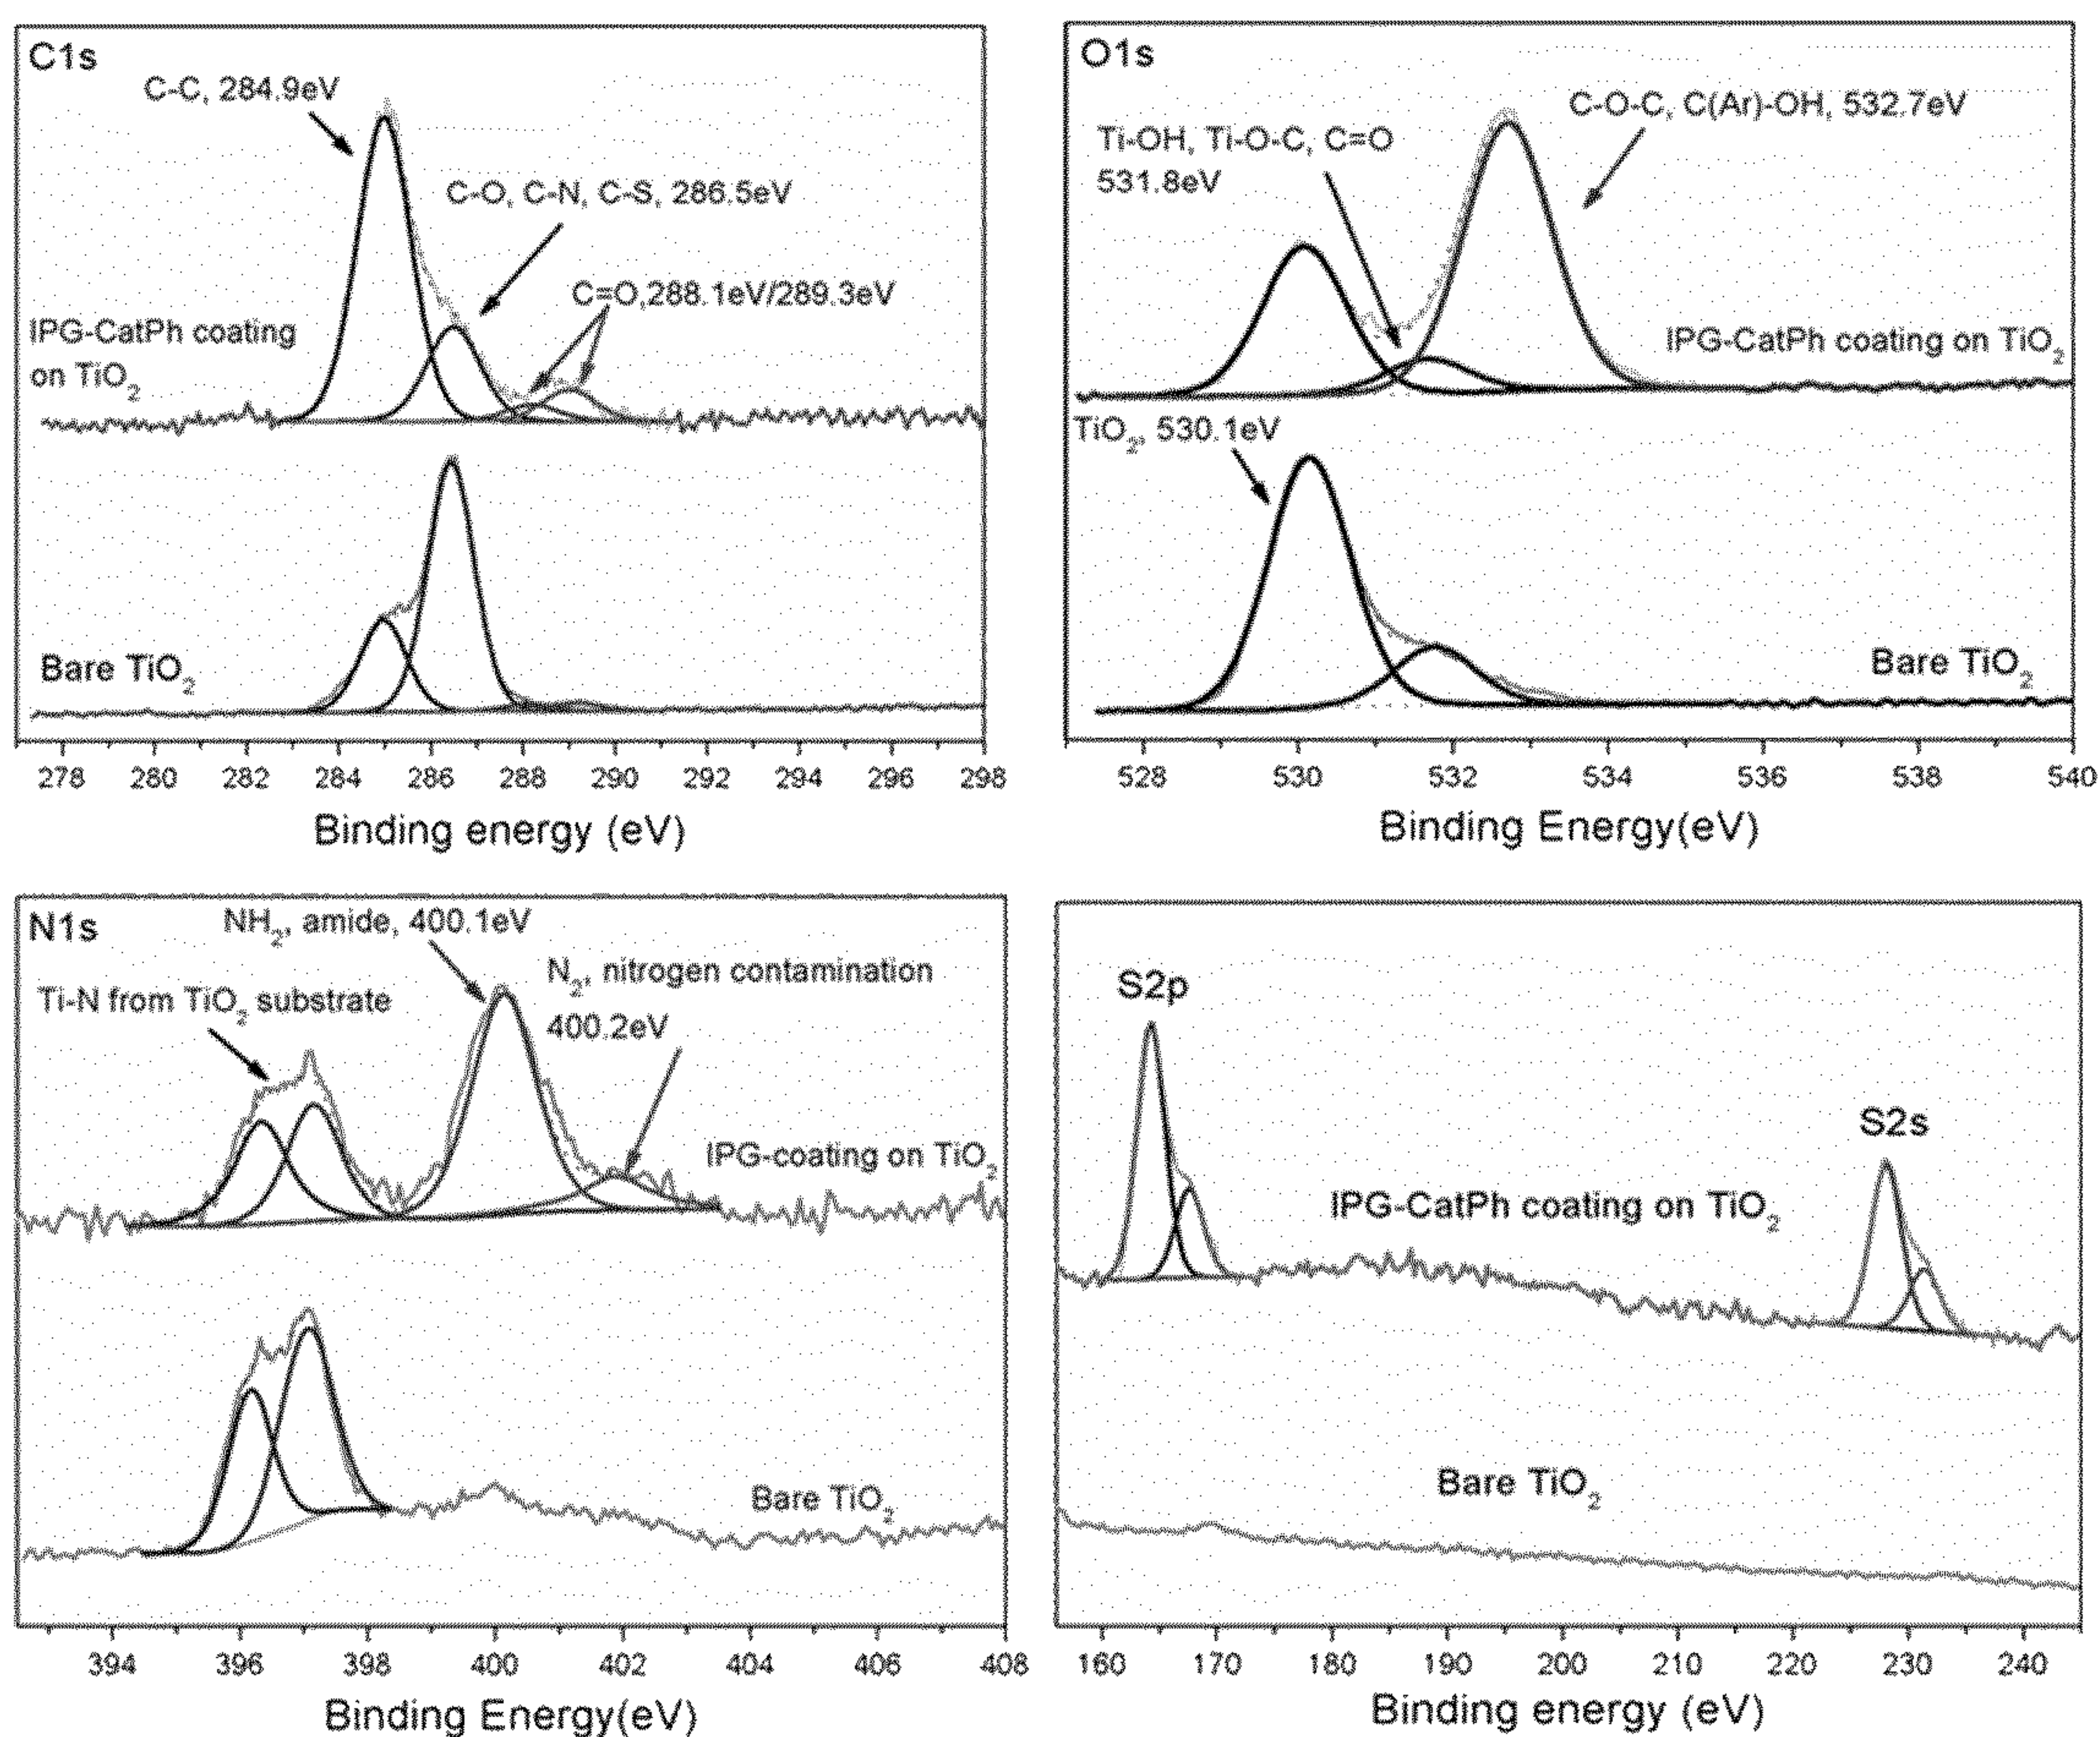 C1s
C-C, 284.9eV
C-O, C-N, C-S, 286.5eV
C=O,288.1eV/289.3eV
IPG-CatPh coating
on TiO2
Bare TiO2
278 280 282 284 286 288 290 292 294 296 298
Binding energy (eV)
O1s
C-O-C, C(Ar)-OH, 532.7eV
Ti-OH, Ti-O-C, C=O
531.8eV
IPG-CatPh coating on TiO2
TiO2, 530.1eV
Bare TiO2
528 530 532 534 536 538 540
Binding Energy(eV)
N1s
NH2, amide, 400.1eV
N2, nitrogen contamination
400.2eV
Ti-N from TiO2 substrate
IPG-coating on TiO2
Bare TiO2
394 396 398 400 402 404 406 408
Binding Energy(eV)
S2p
S2s
IPG-CatPh coating on TiO2
Bare TiO2
160 170 180 190 200 210 220 230 240
Binding energy (eV)